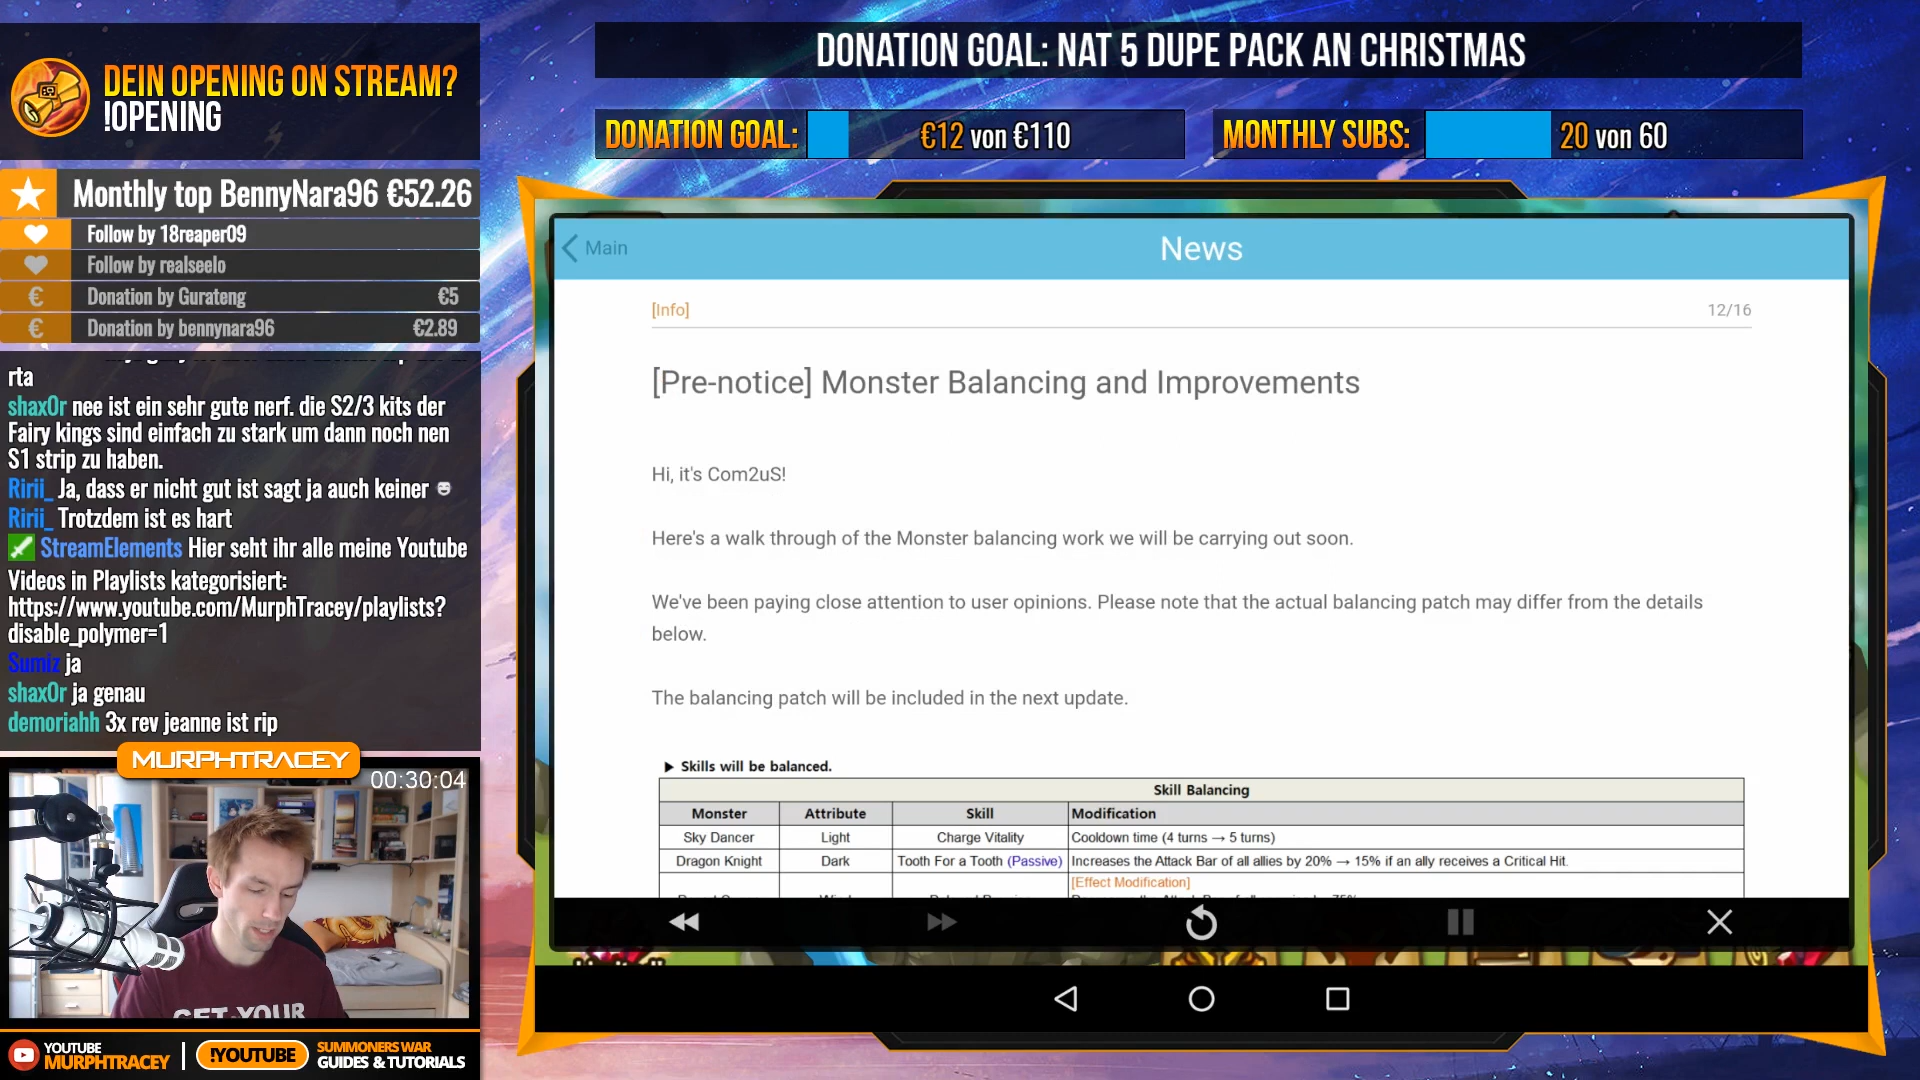 DEIN OPENING ON STREAM?
!OPENING
DONATION GOAL: NAT 5 DUPE PACK AN CHRISTMAS
DONATION GOAL: €12 von €110
MONTHLY SUBS: 20 von 60
Monthly top BennyNara96 €52.26
Follow by 18reaper09
Follow by realseelo
Donation by Gurateng €5
Donation by bennynara96 €2.89
rta
shax0r nee ist ein sehr gute nerf. die S2/3 kits der
Fairy kings sind einfach zu stark um dann noch nen
S1 strip zu haben.
Ririi_ Ja, dass er nicht gut ist sagt ja auch keiner
Ririi_ Trotzdem ist es hart
StreamElements Hier seht ihr alle meine Youtube
Videos in Playlists kategorisiert:
https://www.youtube.com/MurphTracey/playlists?
disable_polymer=1
Sumiz ja
shax0r ja genau
demoriahh 3x rev jeanne ist rip
MURPHTRACEY
00:30:04
GET YOUR
YOUTUBE
MURPHTRACEY
!YOUTUBE
SUMMONERS WAR
GUIDES & TUTORIALS
Main
News
[Info] 12/16
[Pre-notice] Monster Balancing and Improvements
Hi, it's Com2uS!
Here's a walk through of the Monster balancing work we will be carrying out soon.
We've been paying close attention to user opinions. Please note that the actual balancing patch may differ from the details
below.
The balancing patch will be included in the next update.
▶ Skills will be balanced.
Skill Balancing
Monster Attribute Skill Modification
Sky Dancer Light Charge Vitality Cooldown time (4 turns → 5 turns)
Dragon Knight Dark Tooth For a Tooth (Passive) Increases the Attack Bar of all allies by 20% → 15% if an ally receives a Critical Hit.
[Effect Modification]